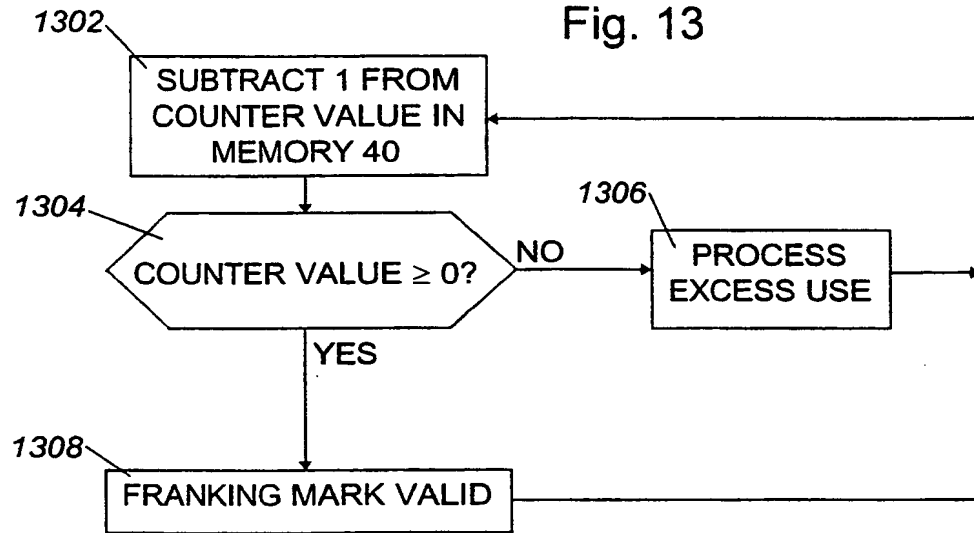 Fig. 13
1302
SUBTRACT 1 FROM
COUNTER VALUE IN
MEMORY 40
1304
COUNTER VALUE ≥ 0?
NO
1306
PROCESS
EXCESS USE
YES
1308
FRANKING MARK VALID